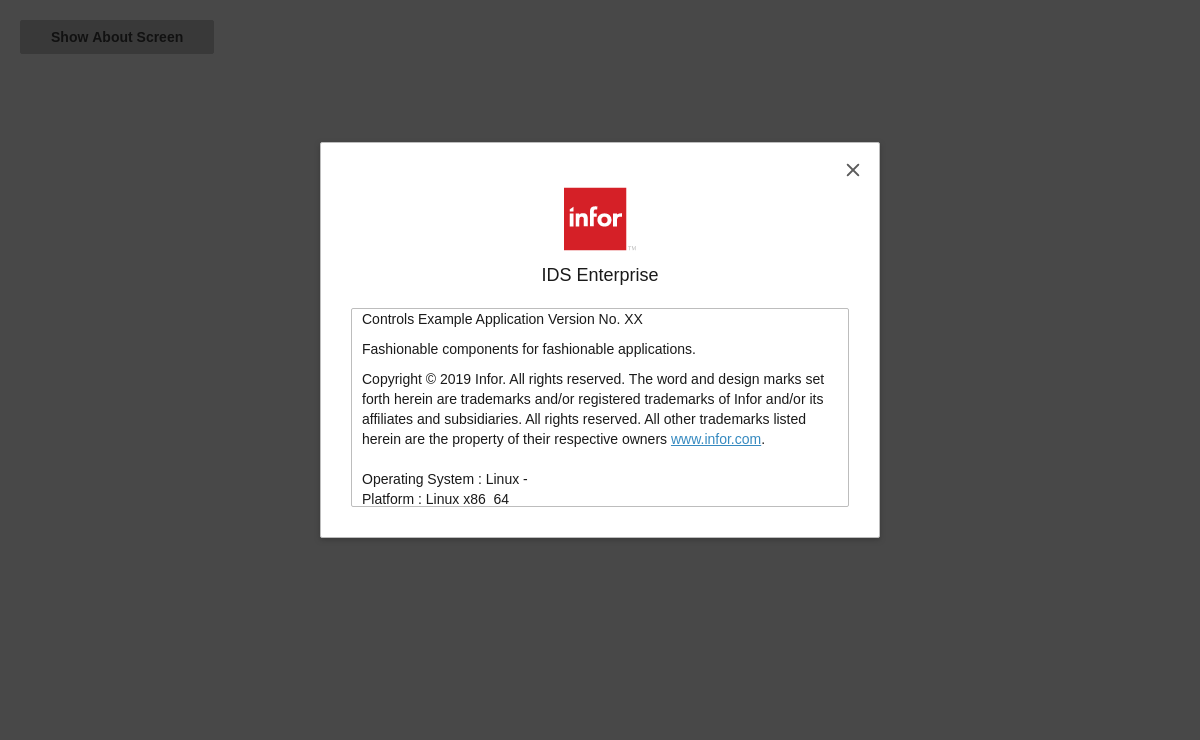 Show About Screen
infor
TM
IDS Enterprise
Controls Example Application Version No. XX
Fashionable components for fashionable applications.
Copyright © 2019 Infor. All rights reserved. The word and design marks set
forth herein are trademarks and/or registered trademarks of Infor and/or its
affiliates and subsidiaries. All rights reserved. All other trademarks listed
herein are the property of their respective owners www.infor.com.
Operating System : Linux -
Platform : Linux x86_64